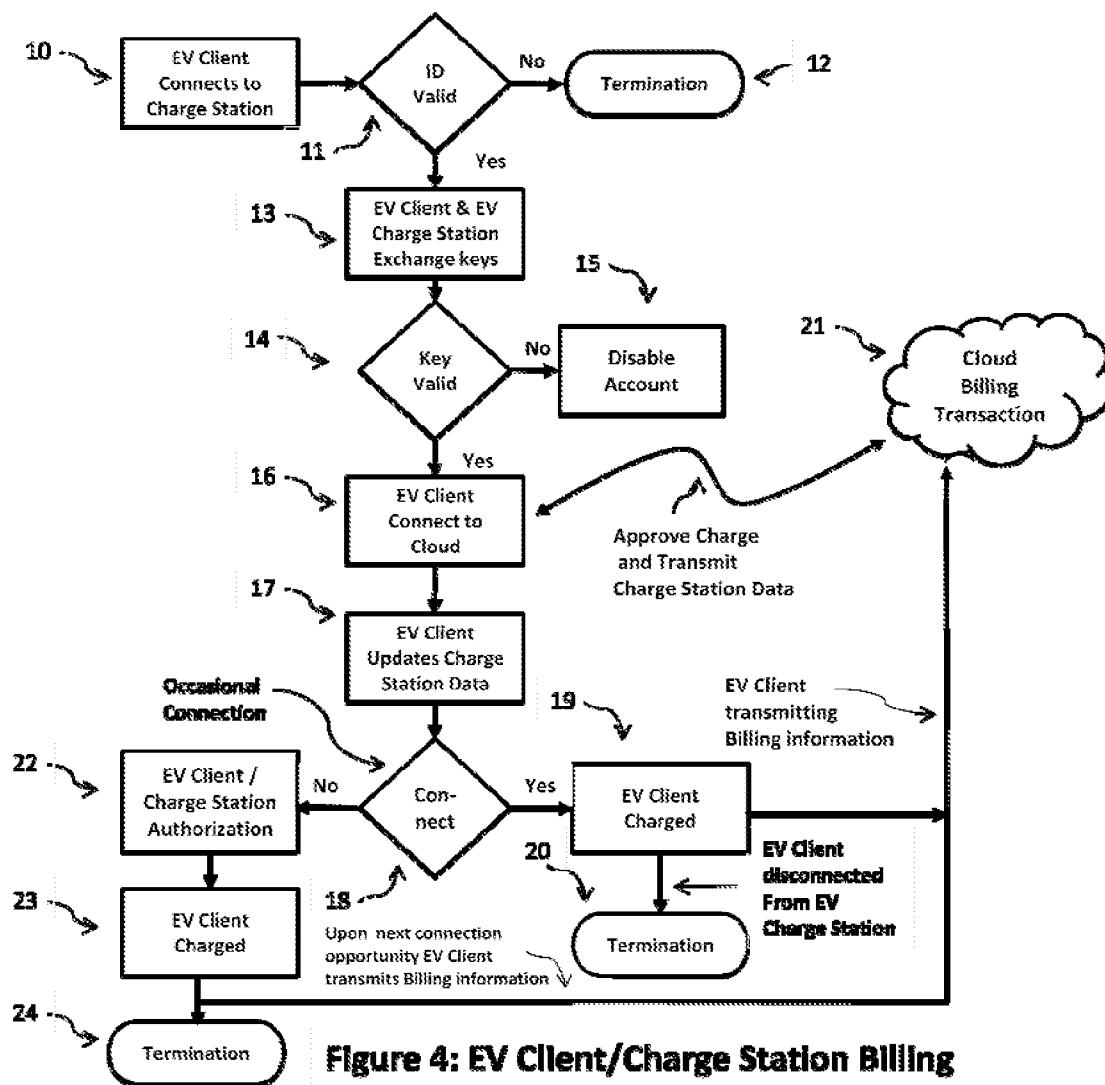 10
EV Client
Connects to
Charge Station
ID
Valid
No
Termination
12
11
Yes
13
EV Client & EV
Charge Station
Exchange keys
15
14
Key
Valid
No
Disable
Account
21
Cloud
Billing
Transaction
Yes
16
EV Client
Connect to
Cloud
Approve Charge
and Transmit
Charge Station Data
17
EV Client
Updates Charge
Station Data
Occasional
Connection
19
EV Client
transmitting
Billing information
22
EV Client /
Charge Station
Authorization
No
Con-
nect
Yes
EV Client
Charged
20
EV Client
disconnected
From EV
Charge Station
18
23
EV Client
Charged
Upon next connection
opportunity EV Client
transmits Billing information
Termination
24
Termination
Figure 4: EV Client/Charge Station Billing